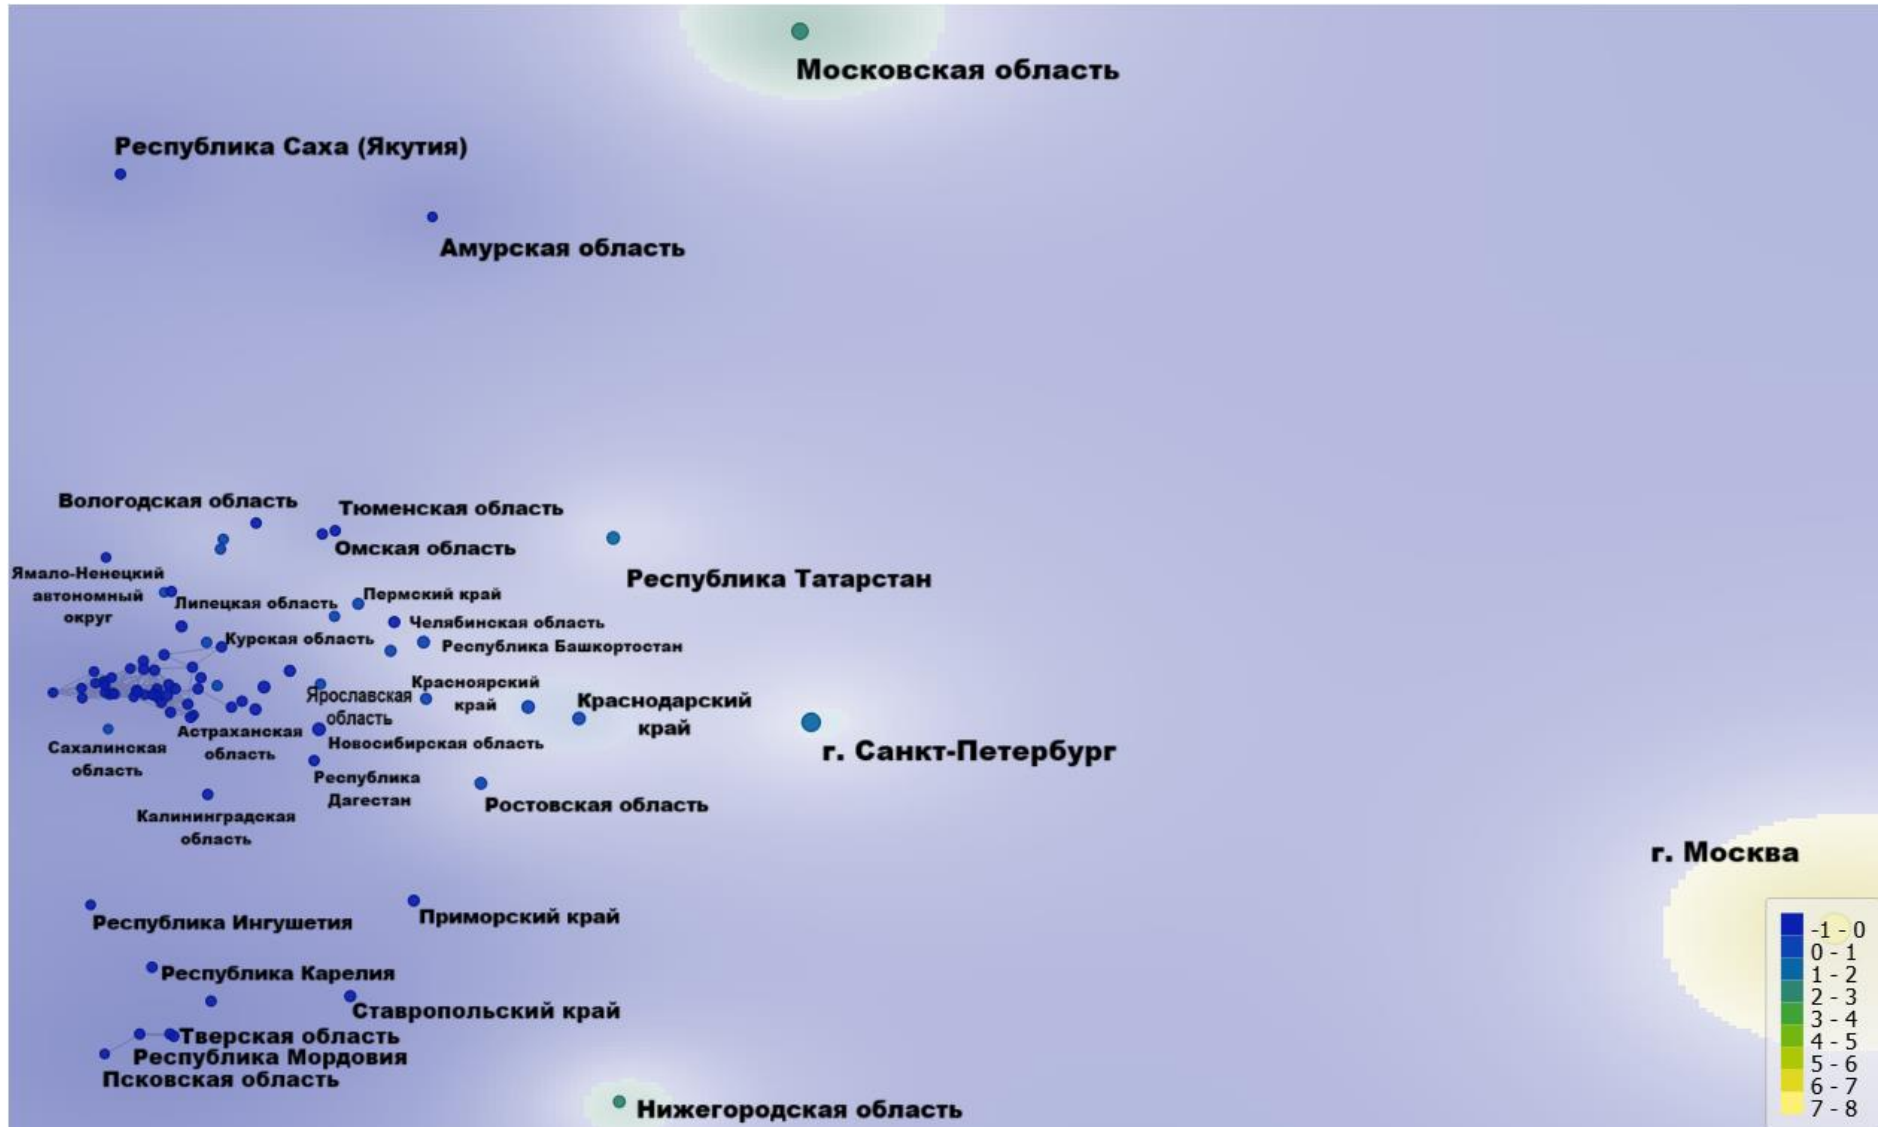 Московская область
Республика Саха (Якутия)
Амурская область
Вологодская область
Тюменская область
Омская область
Республика Татарстан
Ямало-Ненецкий
автономный
округ
Липецкая область
Пермский край
Челябинская область
Курская область
Республика Башкортостан
Красноярский
край
Ярославская
область
Краснодарский
край
г. Санкт-Петербург
Астраханская
область
Сахалинская
область
Новосибирская область
Республика
Дагестан
Ростовская область
Калининградская
область
г. Москва
Республика Ингушетия
Приморский край
Республика Карелия
Ставропольский край
Тверская область
Республика Мордовия
Псковская область
Нижегородская область
-1 - 0
0 - 1
1 - 2
2 - 3
3 - 4
4 - 5
5 - 6
6 - 7
7 - 8